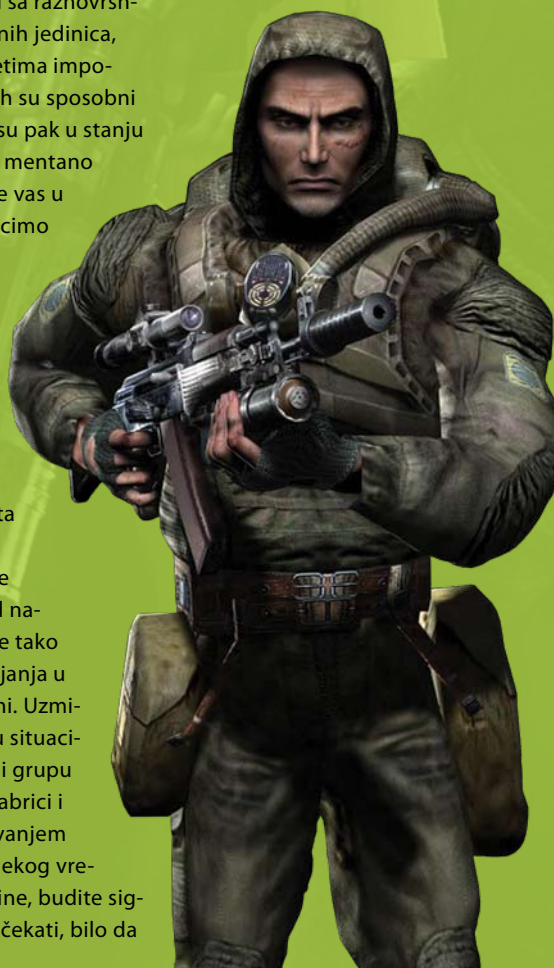 sa raznovrsn-
nih jedinica,
etima impo-
h su sposobni
su pak u stanju
mentano
e vas u
cimo
ta
e
na-
e tako
janja u
ni. Uzmi-
u situaci-
i grupu
abrici i
vanjem
ekog vre-
ine, budite sig-
čekati, bilo da